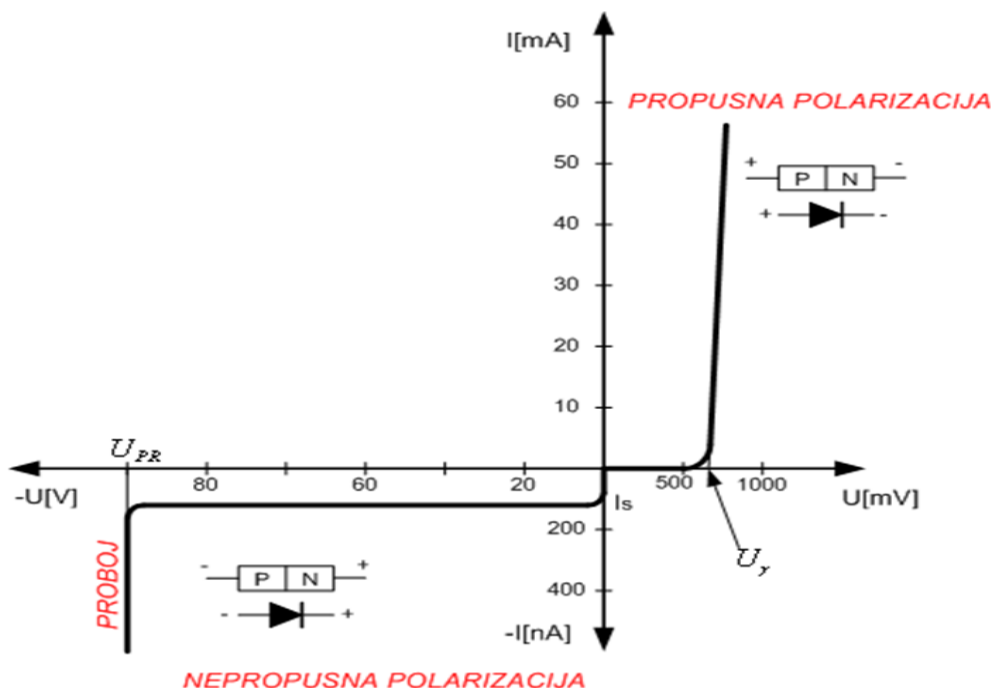 I[mA]
60
PROPUSNA POLARIZACIJA
50
+ -
P N
40
+ -
30
20
10
U_PR
80 60 20 500 1000
-U[V] Is U[mV]
200
U_γ
PROBOJ
- +
P N
400
- +
-I[nA]
NEPROPUSNA POLARIZACIJA